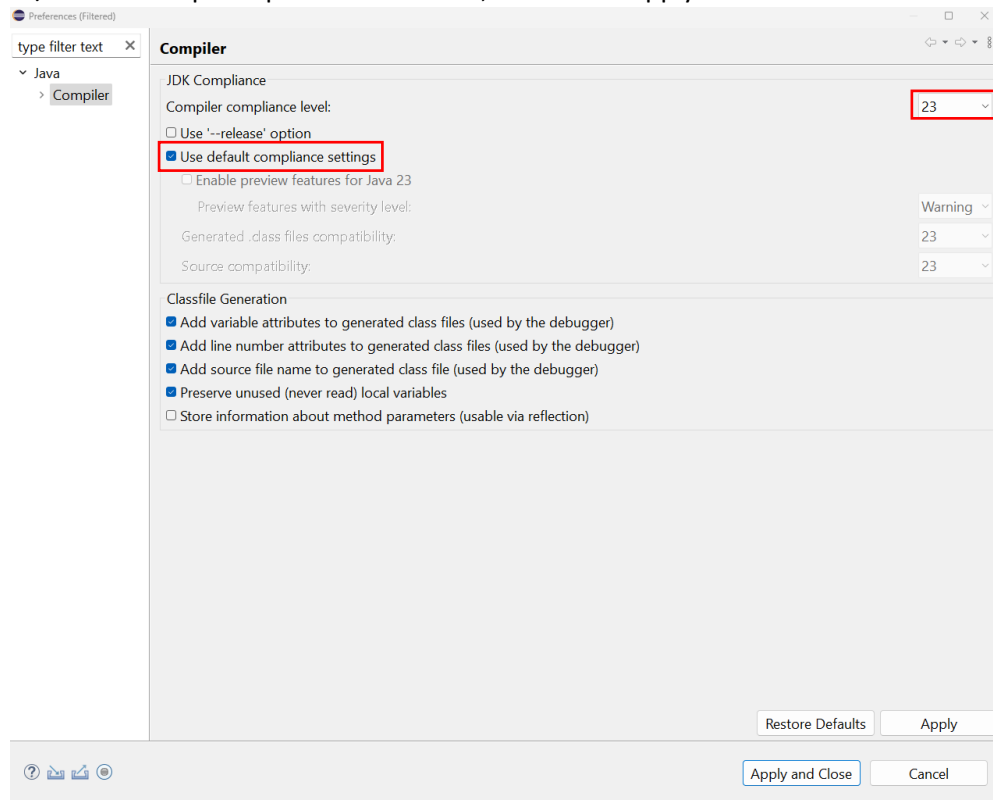 Preferences (Filtered)
type filter text
Java
Compiler
Compiler
JDK Compliance
Compiler compliance level:
23
Use '--release' option
Use default compliance settings
Enable preview features for Java 23
Preview features with severity level:
Warning
Generated .class files compatibility:
23
Source compatibility:
23
Classfile Generation
Add variable attributes to generated class files (used by the debugger)
Add line number attributes to generated class files (used by the debugger)
Add source file name to generated class file (used by the debugger)
Preserve unused (never read) local variables
Store information about method parameters (usable via reflection)
Restore Defaults
Apply
Apply and Close
Cancel